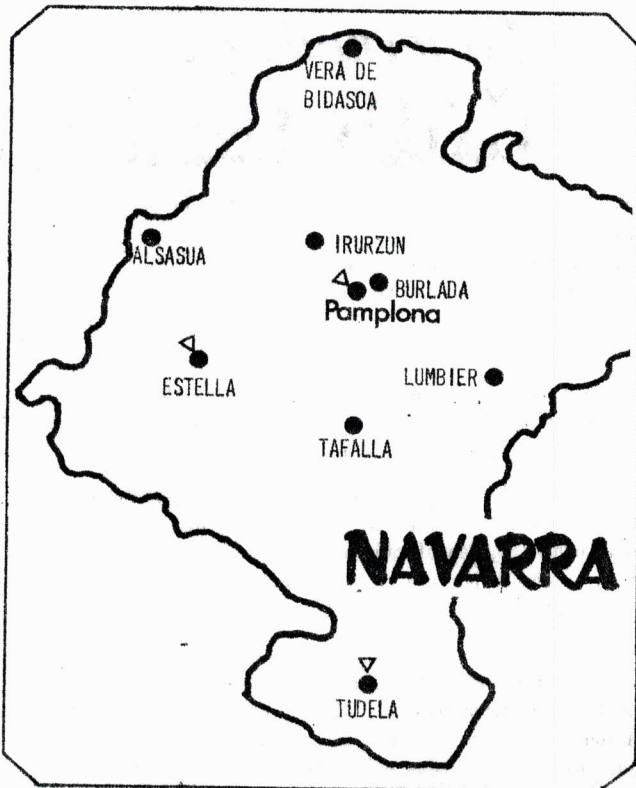 VERA DE
BIDASOA
ALSASUA
IRURZUN
BURLADA
Pamplona
ESTELLA
LUMBIER
TAFALLA
NAVARRA
TUDELA